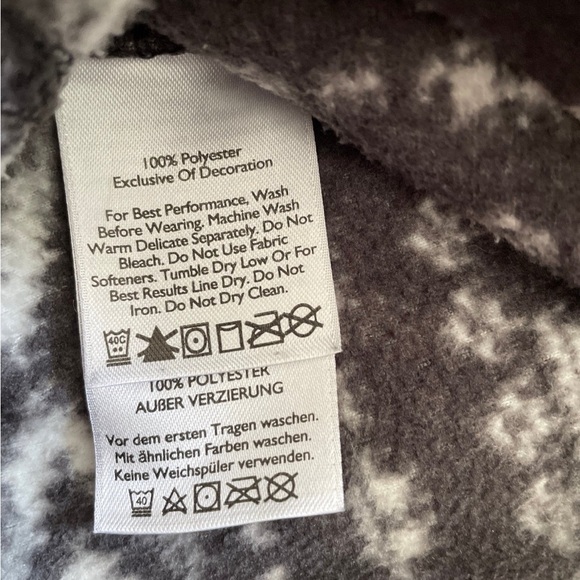 100% Polyester
Exclusive Of Decoration
For Best Performance, Wash
Before Wearing. Machine Wash
Warm Delicate Separately. Do Not
Bleach. Do Not Use Fabric
Softeners. Tumble Dry Low Or For
Best Results Line Dry. Do Not
Iron. Do Not Dry Clean.
40C
100% POLYESTER
AUßER VERZIERUNG
Vor dem ersten Tragen waschen.
Mit ähnlichen Farben waschen.
Keine Weichspüler verwenden.
40